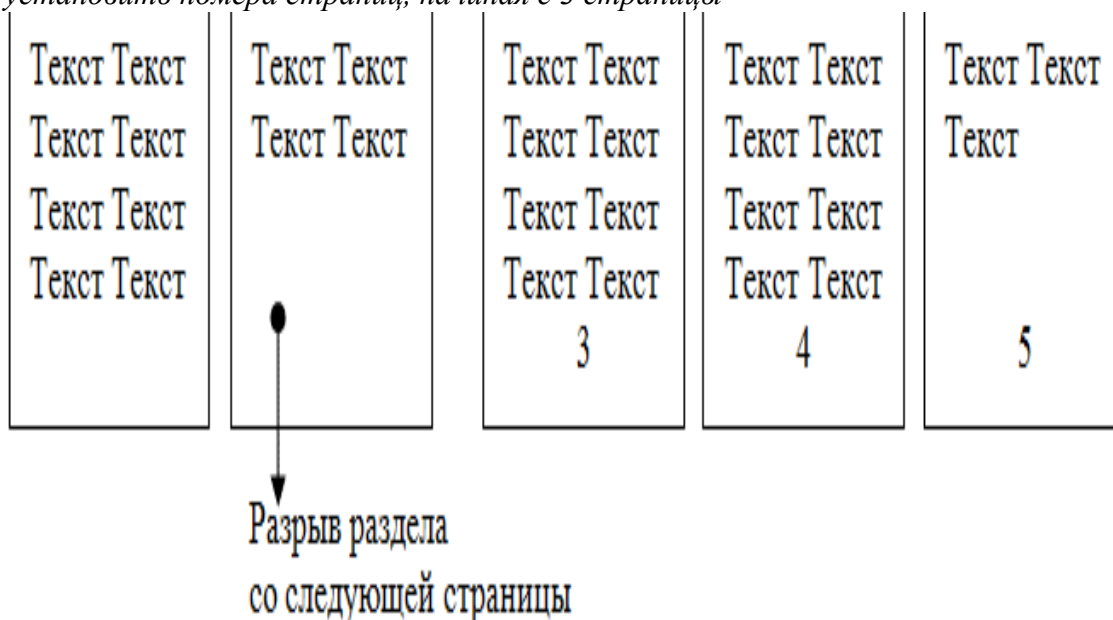 установить номера страниц, начиная с 3 страницы
Текст Текст
Текст Текст
Текст Текст
Текст Текст
Текст Текст
Текст Текст
Текст Текст
Текст Текст
Текст Текст
Текст Текст
3
Текст Текст
Текст Текст
Текст Текст
Текст Текст
4
Текст Текст
Текст
5
Разрыв раздела
со следующей страницы